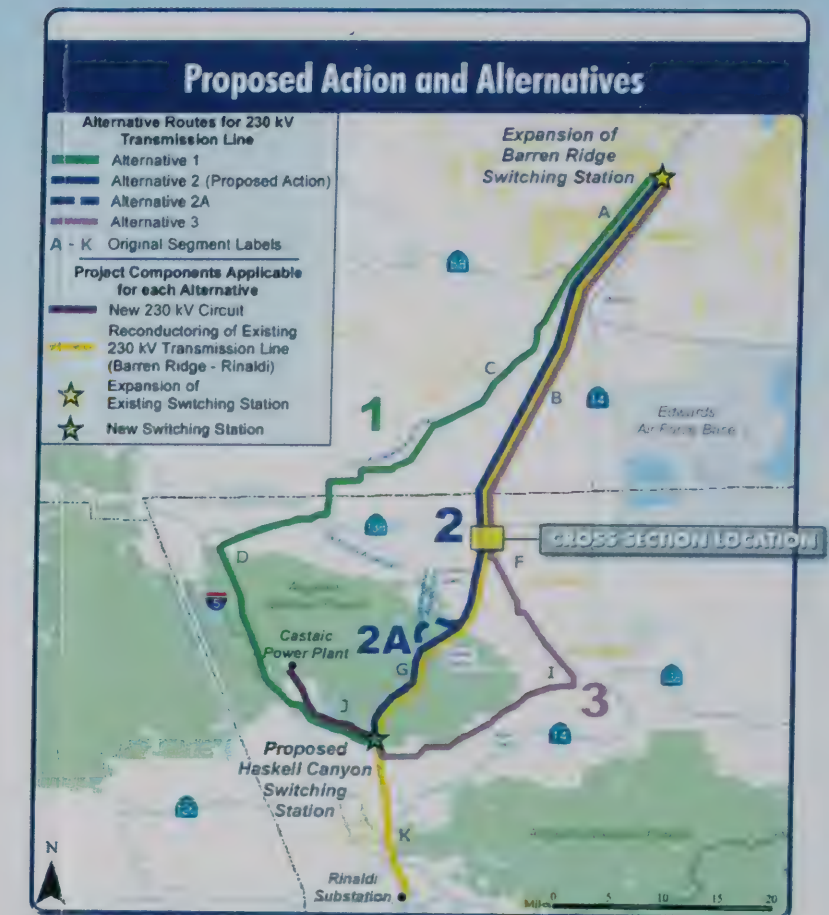 Proposed Action and Alternatives
Alternative Routes for 230 kV
Transmission Line
Alternative 1
Alternative 2 (Proposed Action)
Alternative 2A
Alternative 3
A - K Original Segment Labels
Project Components Applicable
for each Alternative
New 230 kV Circuit
Reconductoring of Existing
230 kV Transmission Line
(Barren Ridge - Rinaldi)
Expansion of
Existing Switching Station
New Switching Station
Expansion of
Barren Ridge
Switching Station
A
C
B
14
1
Edwards
Air Force Base
2
CROSS SECTION LOCATION
D
F
5
Castaic
Power Plant
2A
G
I
3
J
14
Proposed
Haskell Canyon
Switching
Station
K
Rinaldi
Substation
N
Miles
0 5 10 15 20